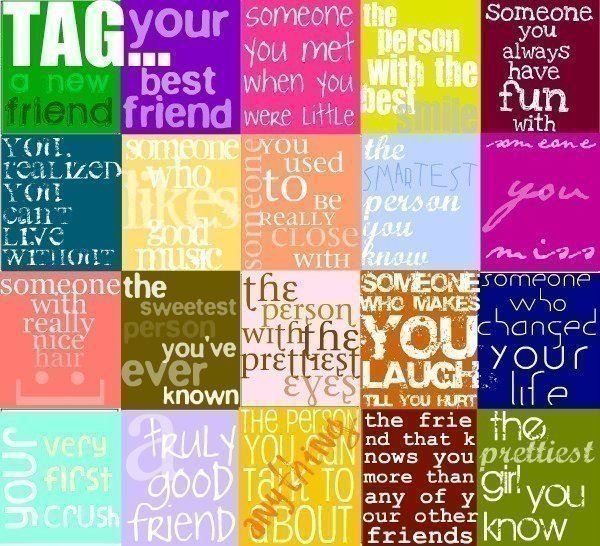 TAG...
a new
friend
your
best
friend
someone
you met
when you
were little
the
person
with the
best
smile
Someone
you
always
have
fun
with
you
realized
you
can't
live
without
someone
who
likes
good
music
someone
you
used
to
be
really
close
with
the
SMARTEST
person
you
know
someone
you
miss
someone
with
really
nice
hair
[:]
the
sweetest
person
you've
ever
known
the
person
with the
prettiest
eyes
SOMEONE
WHO MAKES
YOU
LAUGH
TILL YOU HURT
someone
who
changed
your
life
your
very
first
crush
a
truly
good
friend
THE PERSON
YOU CAN
TALK TO
anything
ABOUT
the frie
nd that k
nows you
more than
any of y
our other
friends
the
prettiest
girl you
know